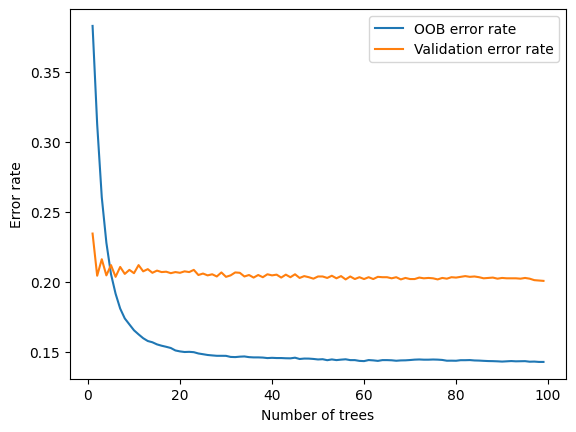 OOB error rate
Validation error rate
0.35
0.30
0.25
0.20
0.15
Error rate
0 20 40 60 80 100
Number of trees